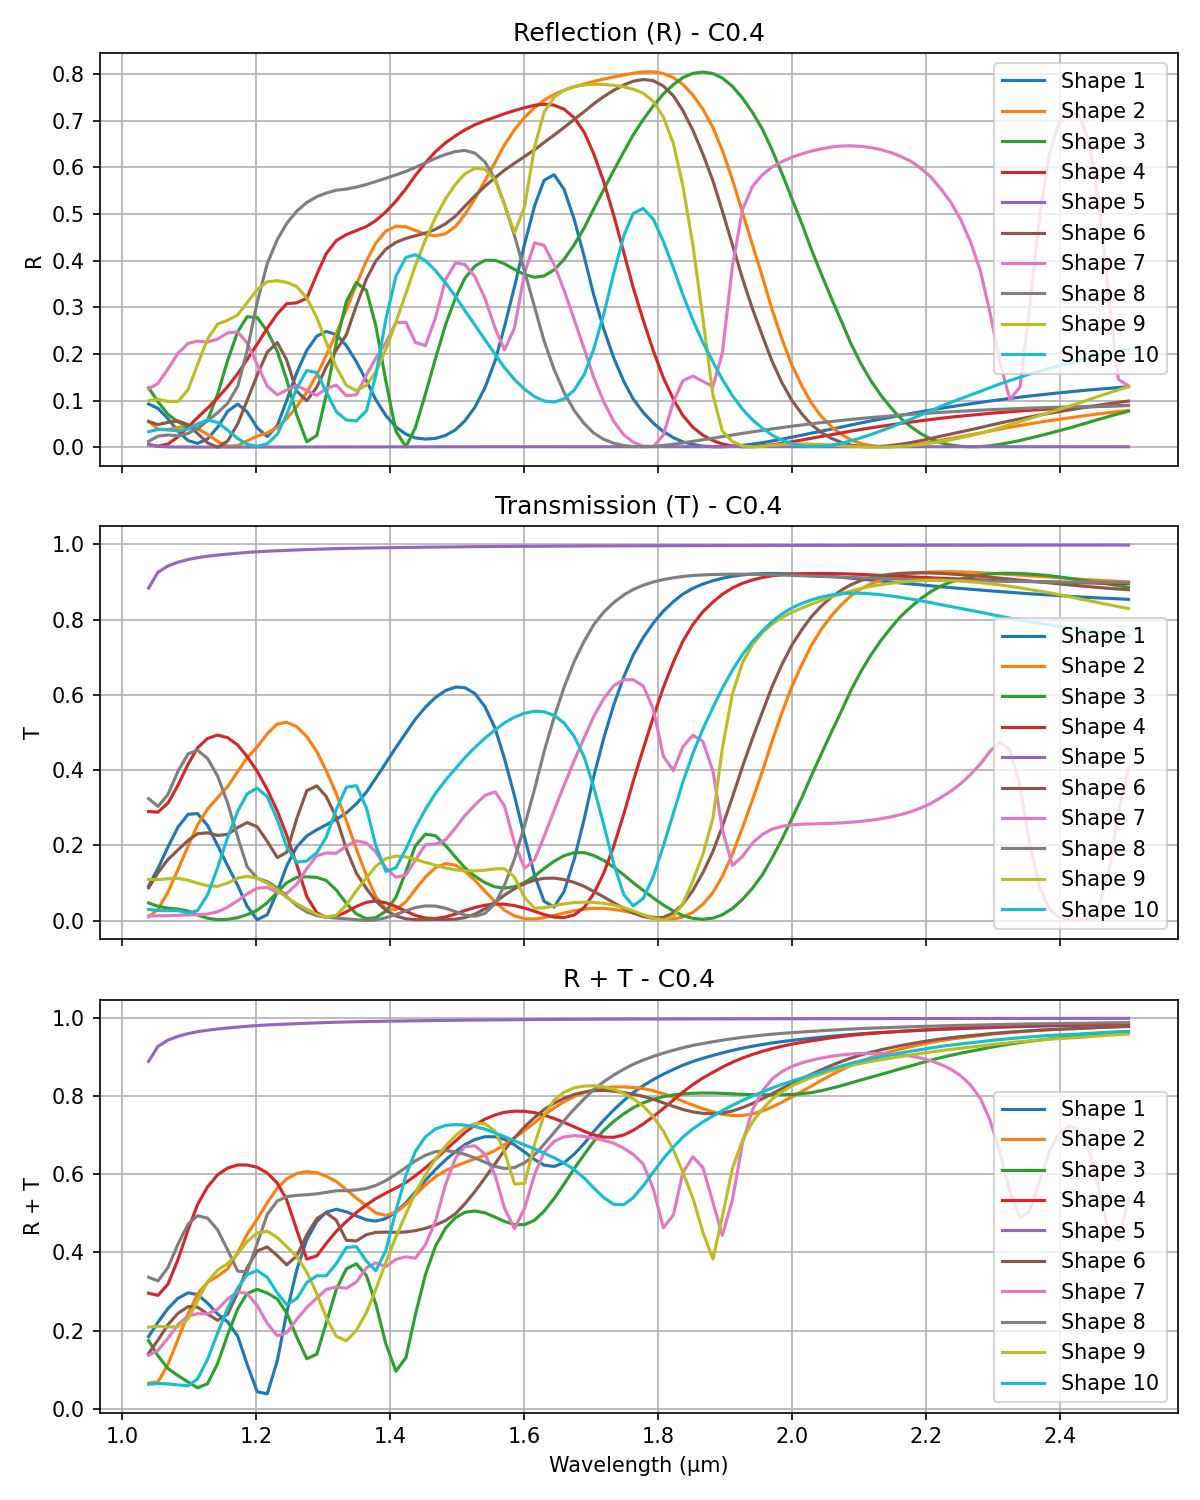 Reflection (R) - C0.4
R
0.8
0.7
0.6
0.5
0.4
0.3
0.2
0.1
0.0
Shape 1
Shape 2
Shape 3
Shape 4
Shape 5
Shape 6
Shape 7
Shape 8
Shape 9
Shape 10
Transmission (T) - C0.4
T
1.0
0.8
0.6
0.4
0.2
0.0
Shape 1
Shape 2
Shape 3
Shape 4
Shape 5
Shape 6
Shape 7
Shape 8
Shape 9
Shape 10
R + T - C0.4
R + T
1.0
0.8
0.6
0.4
0.2
0.0
Shape 1
Shape 2
Shape 3
Shape 4
Shape 5
Shape 6
Shape 7
Shape 8
Shape 9
Shape 10
1.0 1.2 1.4 1.6 1.8 2.0 2.2 2.4
Wavelength (μm)